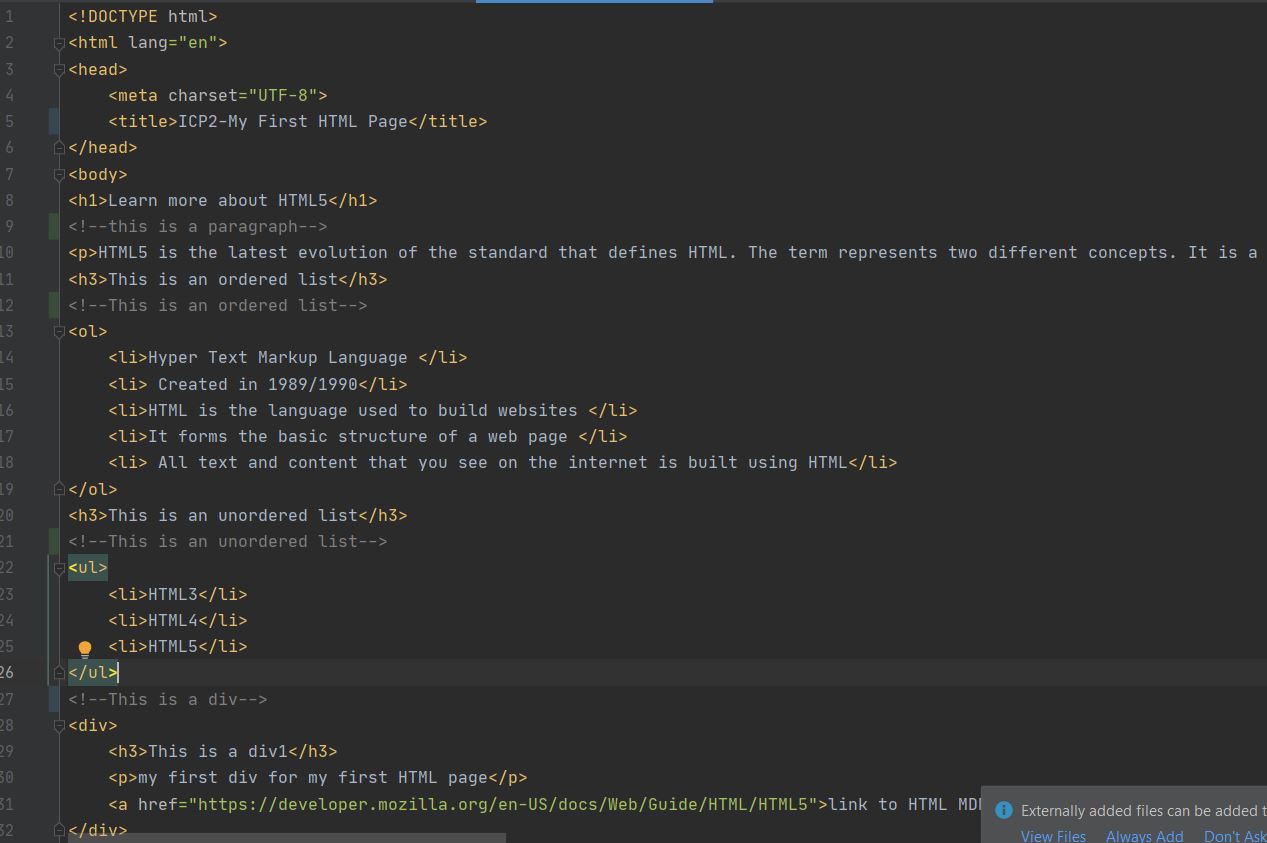 1 <!DOCTYPE html>
2 <html lang="en">
3 <head>
4 <meta charset="UTF-8">
5 <title>ICP2-My First HTML Page</title>
6 </head>
7 <body>
8 <h1>Learn more about HTML5</h1>
9 <!--this is a paragraph-->
10 <p>HTML5 is the latest evolution of the standard that defines HTML. The term represents two different concepts. It is a
11 <h3>This is an ordered list</h3>
12 <!--This is an ordered list-->
13 <ol>
14 <li>Hyper Text Markup Language </li>
15 <li> Created in 1989/1990</li>
16 <li>HTML is the language used to build websites </li>
17 <li>It forms the basic structure of a web page </li>
18 <li> All text and content that you see on the internet is built using HTML</li>
19 </ol>
20 <h3>This is an unordered list</h3>
21 <!--This is an unordered list-->
22 <ul>
23 <li>HTML3</li>
24 <li>HTML4</li>
25 <li>HTML5</li>
26 </ul>
27 <!--This is a div-->
28 <div>
29 <h3>This is a div1</h3>
30 <p>my first div for my first HTML page</p>
31 <a href="https://developer.mozilla.org/en-US/docs/Web/Guide/HTML/HTML5">link to HTML
32 </div>
Externally added files can be added t
View Files Always Add Don't Ask